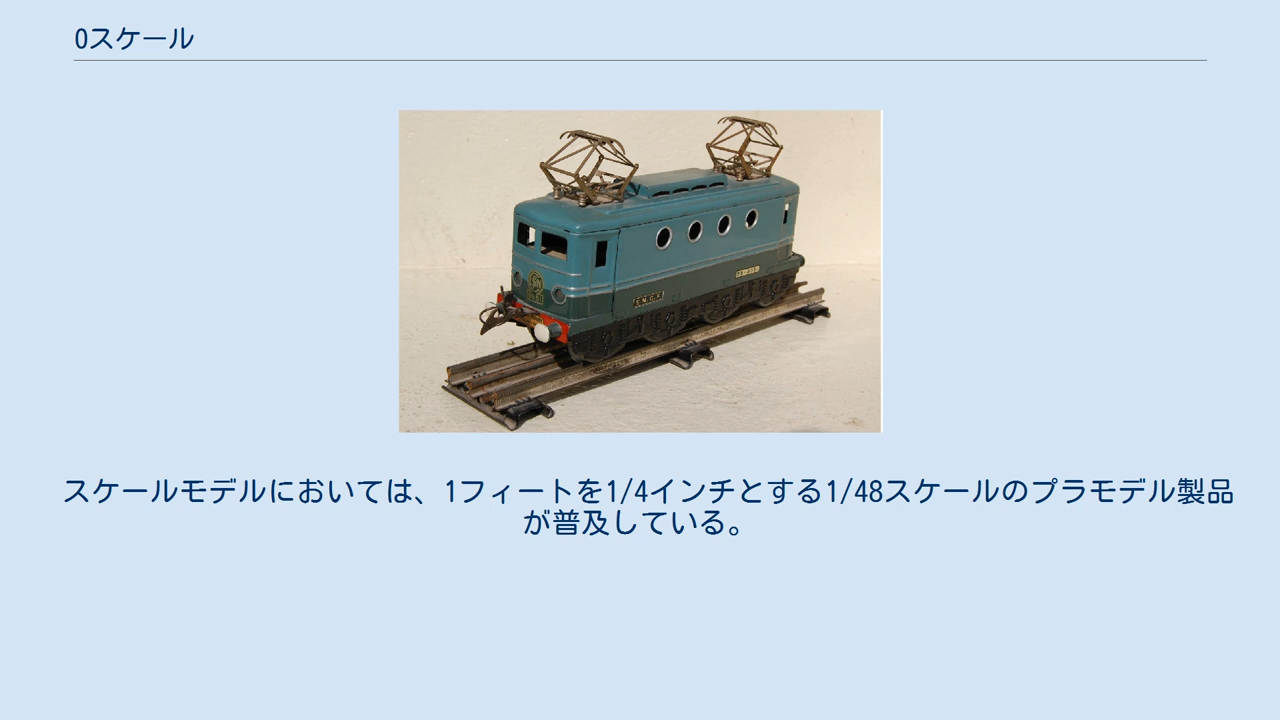 0スケール
スケールモデルにおいては、1フィートを1/4インチとする1/48スケールのプラモデル製品
が普及している。